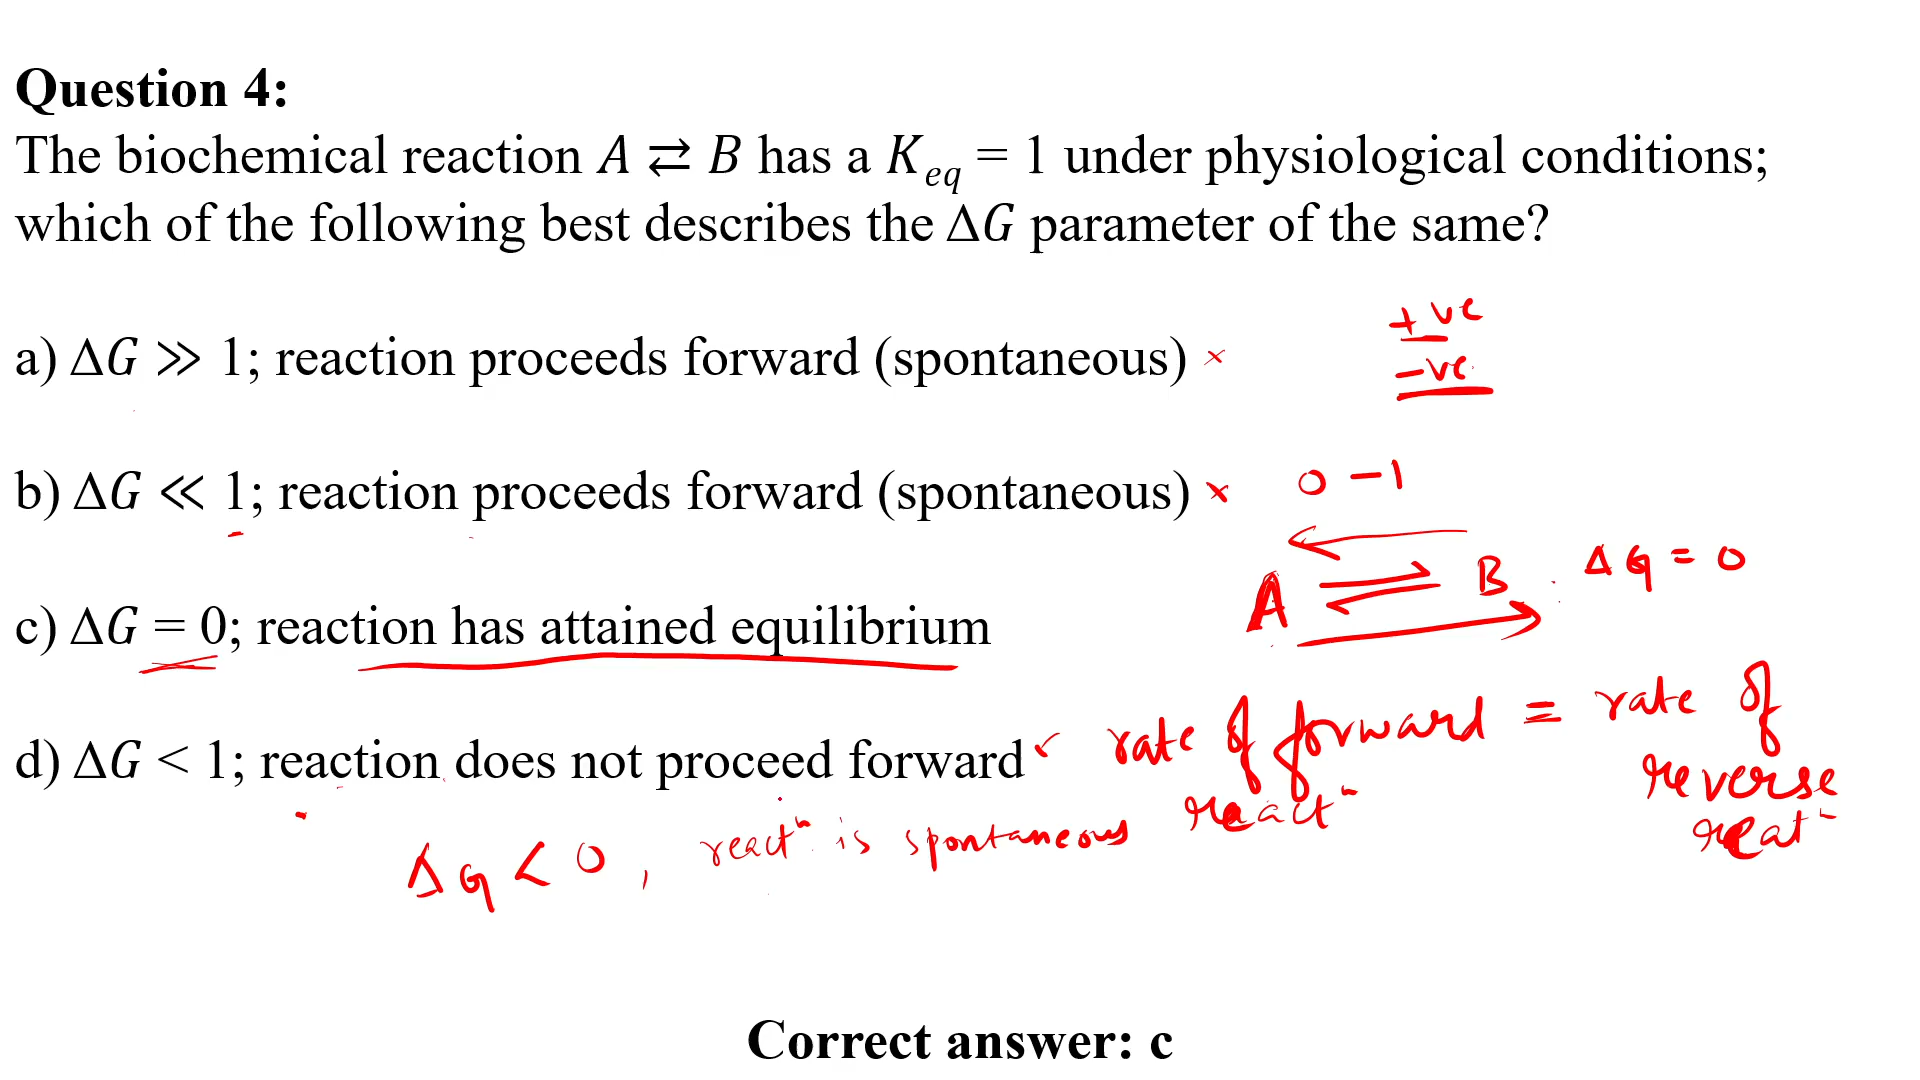 Question 4:
The biochemical reaction A ⇄ B has a K_eq = 1 under physiological conditions;
which of the following best describes the ΔG parameter of the same?
+ve
a) ΔG ≫ 1; reaction proceeds forward (spontaneous) ×
-ve
b) ΔG ≪ 1; reaction proceeds forward (spontaneous) ×
0 - 1
A ⇌ B
ΔG = 0
c) ΔG = 0; reaction has attained equilibrium
d) ΔG < 1; reaction does not proceed forward
rate of forward = rate of
reactⁿ
reverse
reatⁿ
ΔG < 0, reactⁿ is spontaneous
Correct answer: c